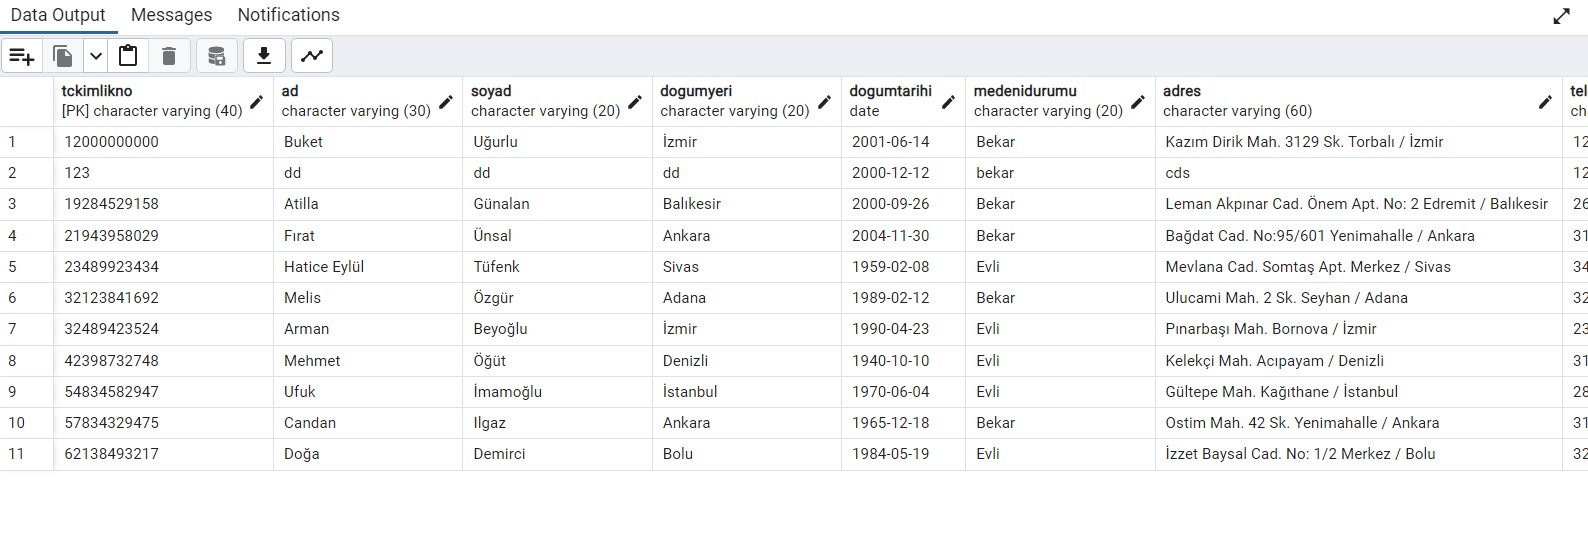 Data Output Messages Notifications
tckimlikno ad soyad dogumyeri dogumtarihi medenidurumu adres tel
[PK] character varying (40) character varying (30) character varying (20) character varying (20) date character varying (20) character varying (60) ch
1 12000000000 Buket Uğurlu İzmir 2001-06-14 Bekar Kazım Dirik Mah. 3129 Sk. Torbalı / İzmir 12
2 123 dd dd dd 2000-12-12 bekar cds 12
3 19284529158 Atilla Günalan Balıkesir 2000-09-26 Bekar Leman Akpınar Cad. Önem Apt. No: 2 Edremit / Balıkesir 26
4 21943958029 Fırat Ünsal Ankara 2004-11-30 Bekar Bağdat Cad. No:95/601 Yenimahalle / Ankara 31
5 23489923434 Hatice Eylül Tüfenk Sivas 1959-02-08 Evli Mevlana Cad. Somtaş Apt. Merkez / Sivas 34
6 32123841692 Melis Özgür Adana 1989-02-12 Bekar Ulucami Mah. 2 Sk. Seyhan / Adana 32
7 32489423524 Arman Beyoğlu İzmir 1990-04-23 Evli Pınarbaşı Mah. Bornova / İzmir 23
8 42398732748 Mehmet Öğüt Denizli 1940-10-10 Evli Kelekçi Mah. Acıpayam / Denizli 31
9 54834582947 Ufuk İmamoğlu İstanbul 1970-06-04 Evli Gültepe Mah. Kağıthane / İstanbul 28
10 57834329475 Candan Ilgaz Ankara 1965-12-18 Bekar Ostim Mah. 42 Sk. Yenimahalle / Ankara 31
11 62138493217 Doğa Demirci Bolu 1984-05-19 Evli İzzet Baysal Cad. No: 1/2 Merkez / Bolu 32